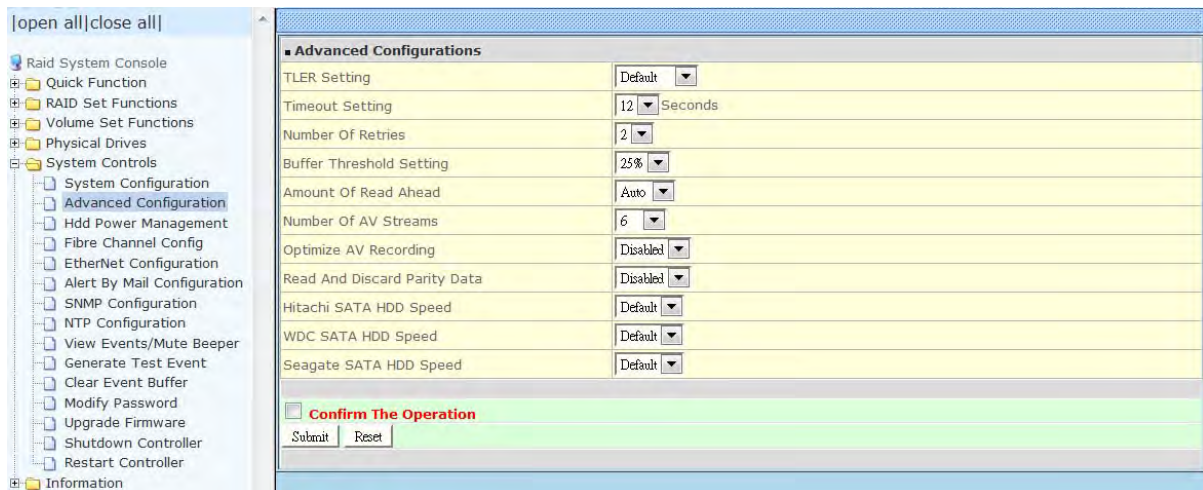 |open all|close all|
Raid System Console
Quick Function
RAID Set Functions
Volume Set Functions
Physical Drives
System Controls
System Configuration
Advanced Configuration
Hdd Power Management
Fibre Channel Config
EtherNet Configuration
Alert By Mail Configuration
SNMP Configuration
NTP Configuration
View Events/Mute Beeper
Generate Test Event
Clear Event Buffer
Modify Password
Upgrade Firmware
Shutdown Controller
Restart Controller
Information
Advanced Configurations
TLER Setting Default
Timeout Setting 12 Seconds
Number Of Retries 2
Buffer Threshold Setting 25%
Amount Of Read Ahead Auto
Number Of AV Streams 6
Optimize AV Recording Disabled
Read And Discard Parity Data Disabled
Hitachi SATA HDD Speed Default
WDC SATA HDD Speed Default
Seagate SATA HDD Speed Default
Confirm The Operation
Submit Reset